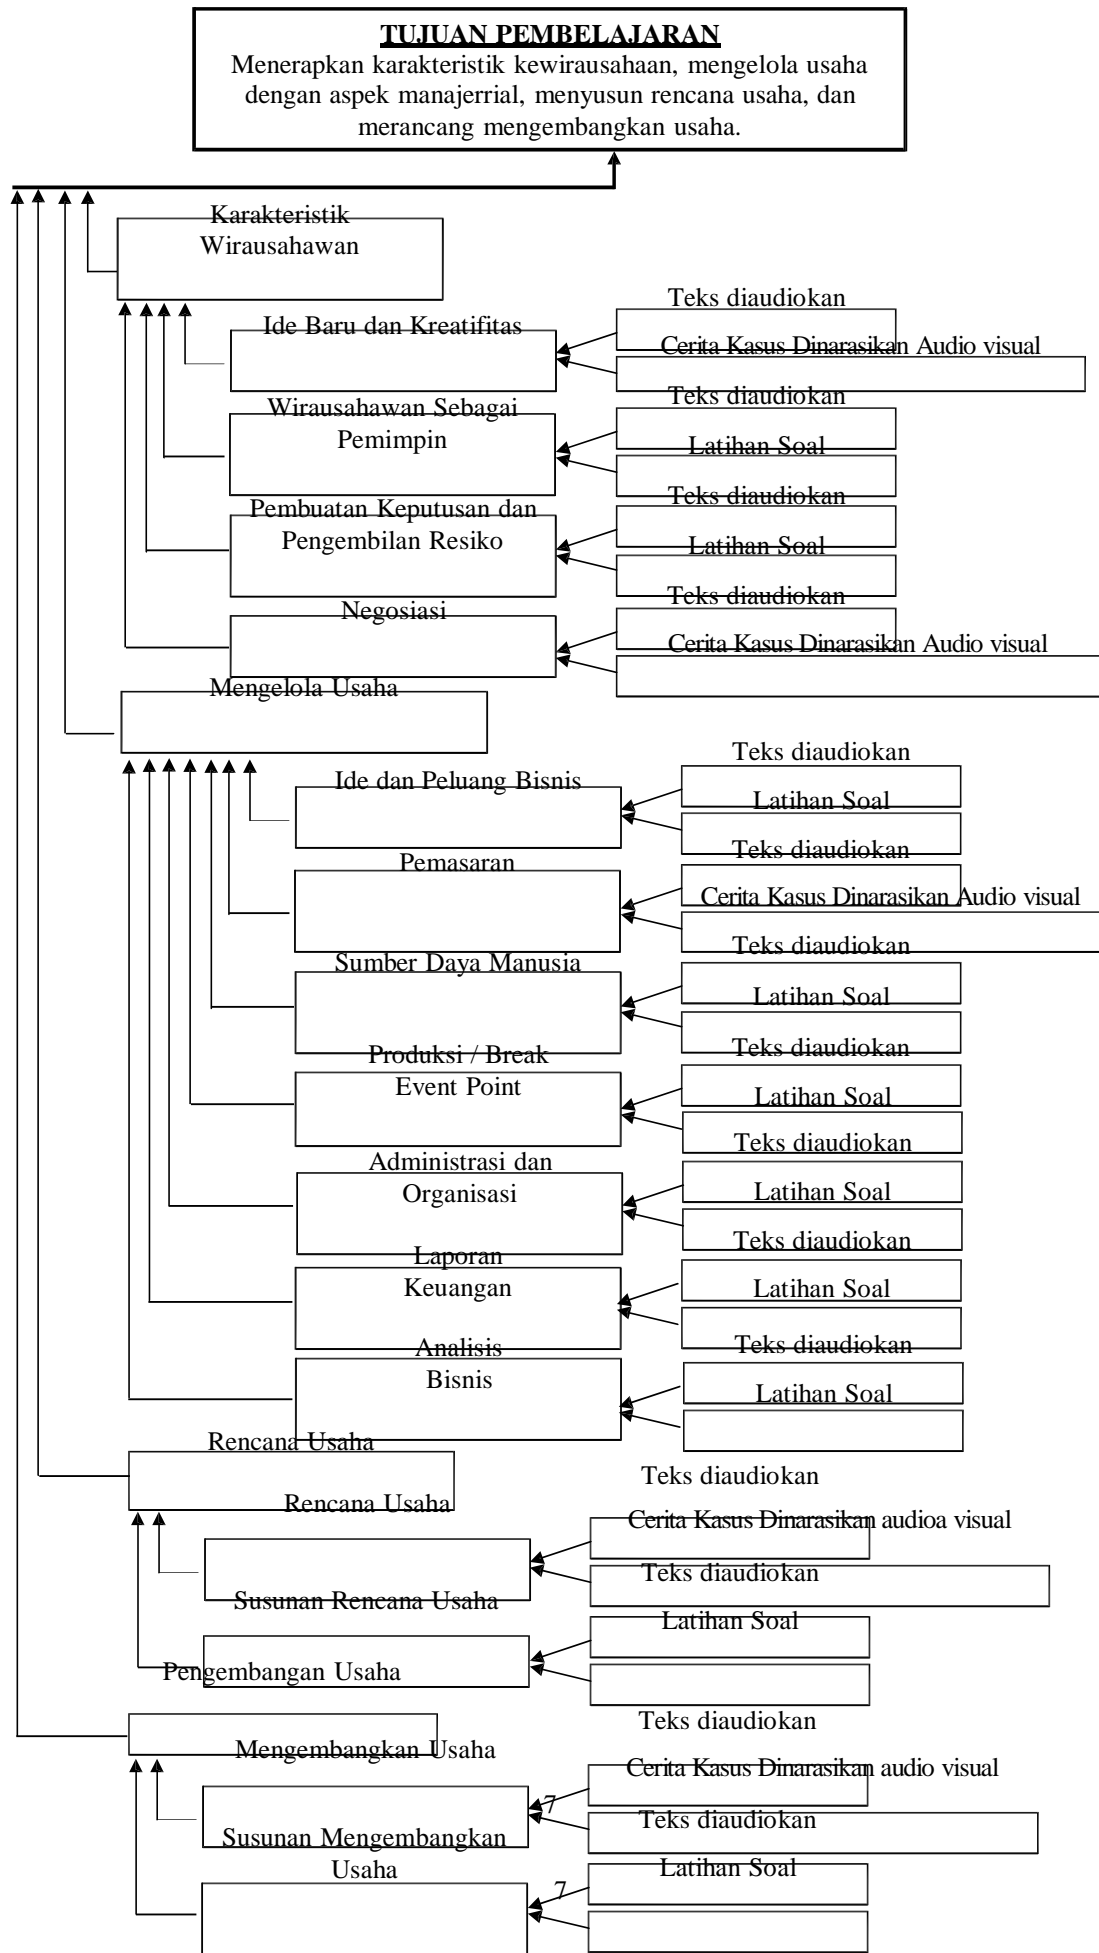 TUJUAN PEMBELAJARAN
Menerapkan karakteristik kewirausahaan, mengelola usaha
dengan aspek manajerrial, menyusun rencana usaha, dan
merancang mengembangkan usaha.
Karakteristik
Wirausahawan
Teks diaudiokan
Ide Baru dan Kreatifitas
Cerita Kasus Dinarasikan Audio visual
Teks diaudiokan
Wirausahawan Sebagai
Pemimpin
Latihan Soal
Teks diaudiokan
Pembuatan Keputusan dan
Pengembilan Resiko
Latihan Soal
Teks diaudiokan
Negosiasi
Cerita Kasus Dinarasikan Audio visual
Mengelola Usaha
Teks diaudiokan
Ide dan Peluang Bisnis
Latihan Soal
Teks diaudiokan
Pemasaran
Cerita Kasus Dinarasikan Audio visual
Teks diaudiokan
Sumber Daya Manusia
Latihan Soal
Teks diaudiokan
Produksi / Break
Event Point
Latihan Soal
Teks diaudiokan
Administrasi dan
Organisasi
Latihan Soal
Teks diaudiokan
Laporan
Keuangan
Latihan Soal
Teks diaudiokan
Analisis
Bisnis
Latihan Soal
Rencana Usaha
Teks diaudiokan
Rencana Usaha
Cerita Kasus Dinarasikan audioa visual
Teks diaudiokan
Susunan Rencana Usaha
Latihan Soal
Pengembangan Usaha
Teks diaudiokan
Mengembangkan Usaha
Cerita Kasus Dinarasikan audio visual
7
Teks diaudiokan
Susunan Mengembangkan
Usaha
Latihan Soal
7